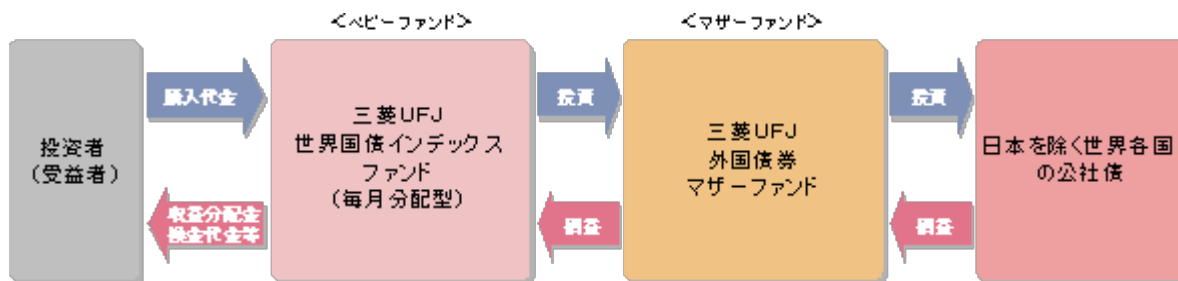 ＜ベビーファンド＞
＜マザーファンド＞
投資者
（受益者）
購入代金
収益分配金
換金代金等
三菱ＵＦＪ
世界国債インデックス
ファンド
（毎月分配型）
投資
損益
三菱ＵＦＪ
外国債券
マザーファンド
投資
損益
日本を除く世界各国
の公社債